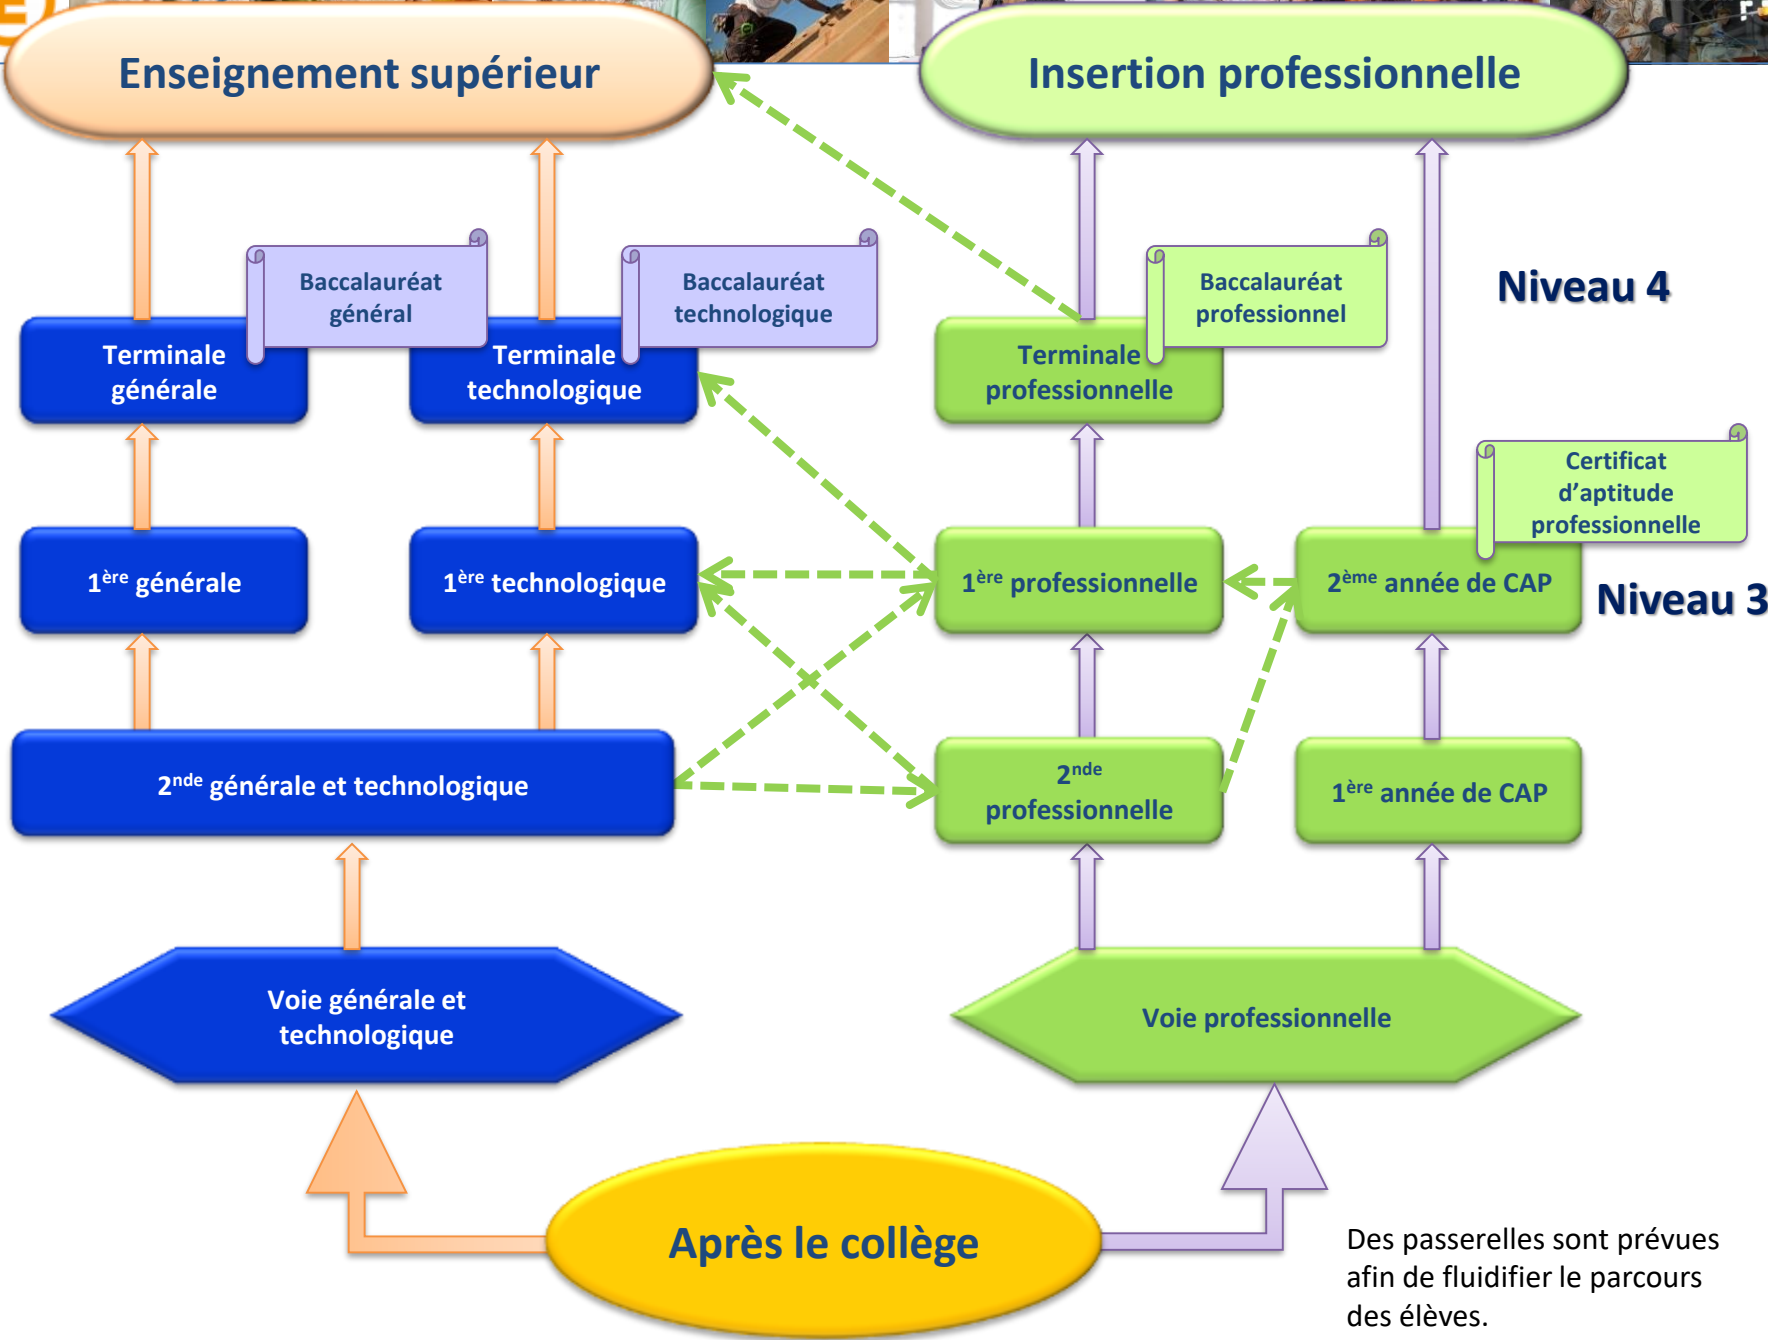 Enseignement supérieur
Insertion professionnelle
Baccalauréat
général
Baccalauréat
technologique
Baccalauréat
professionnel
Niveau 4
Terminale
générale
Terminale
technologique
Terminale
professionnelle
Certificat
d’aptitude
professionnelle
1ère générale
1ère technologique
1ère professionnelle
2ème année de CAP
Niveau 3
2nde générale et technologique
2nde
professionnelle
1ère année de CAP
Voie générale et
technologique
Voie professionnelle
Après le collège
Des passerelles sont prévues
afin de fluidifier le parcours
des élèves.